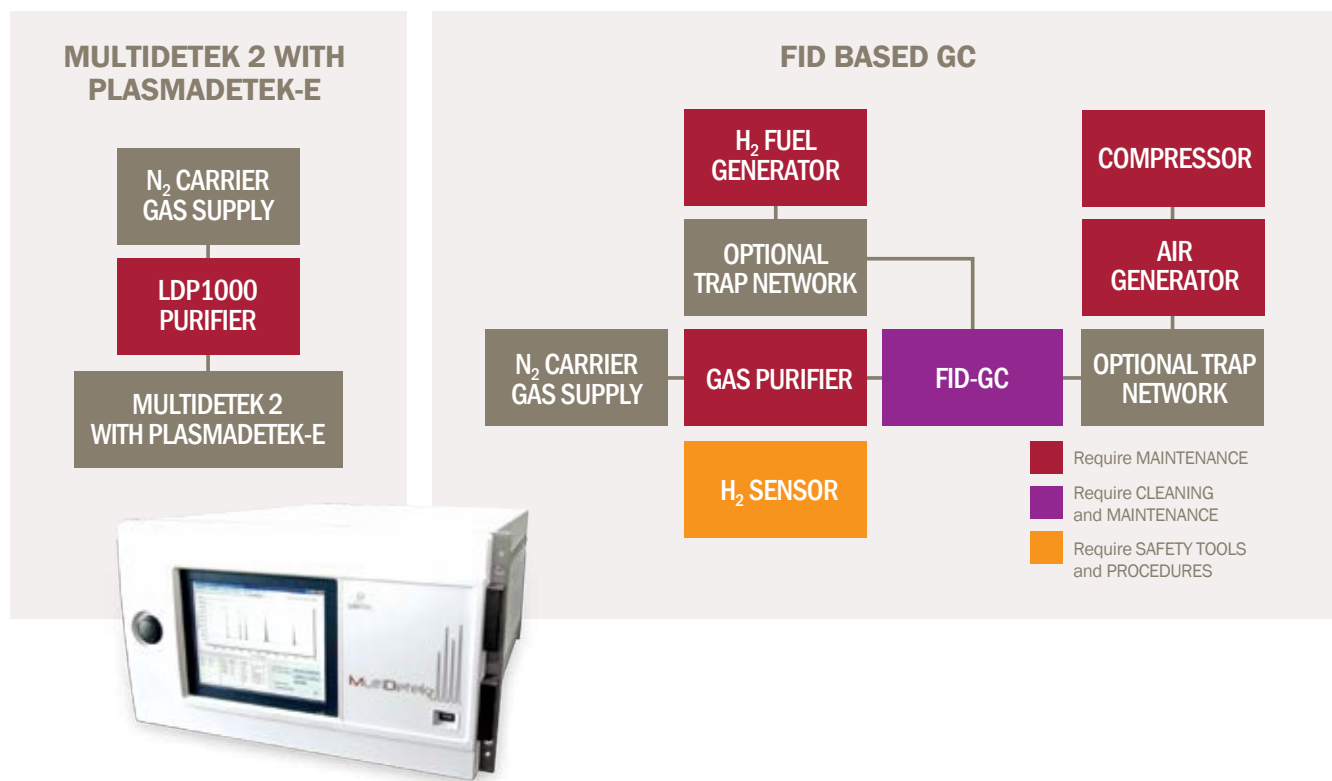 MULTIDETEK 2 WITH
PLASMADETEK-E
N₂ CARRIER
GAS SUPPLY
LDP1000
PURIFIER
MULTIDETEK 2
WITH PLASMADETEK-E
FID BASED GC
H₂ FUEL
GENERATOR
COMPRESSOR
OPTIONAL
TRAP NETWORK
AIR
GENERATOR
N₂ CARRIER
GAS SUPPLY
GAS PURIFIER
FID-GC
OPTIONAL TRAP
NETWORK
H₂ SENSOR
Require MAINTENANCE
Require CLEANING
and MAINTENANCE
Require SAFETY TOOLS
and PROCEDURES
MultiDetek2